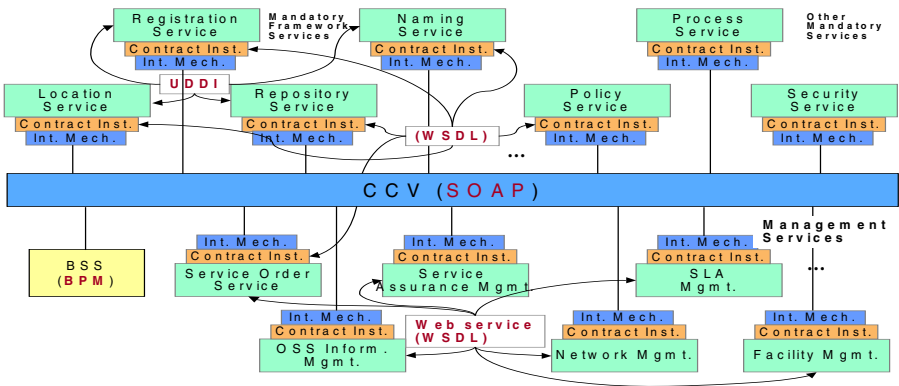 Registration
Service
Contract Inst.
Int. Mech.
Mandatory
Framework
Services
Naming
Service
Contract Inst.
Int. Mech.
Process
Service
Contract Inst.
Int. Mech.
Other
Mandatory
Services
UDDI
Location
Service
Contract Inst.
Int. Mech.
Repository
Service
Contract Inst.
Int. Mech.
(WSDL)
...
Policy
Service
Contract Inst.
Int. Mech.
Security
Service
Contract Inst.
Int. Mech.
CCV (SOAP)
BSS
(BPM)
Int. Mech.
Contract Inst.
Service Order
Service
Int. Mech.
Contract Inst.
Service
Assurance Mgmt.
Int. Mech.
Contract Inst.
SLA
Mgmt.
Management
Services
...
Int. Mech.
Contract Inst.
OSS Inform.
Mgmt.
Web service
(WSDL)
Int. Mech.
Contract Inst.
Network Mgmt.
Int. Mech.
Contract Inst.
Facility Mgmt.